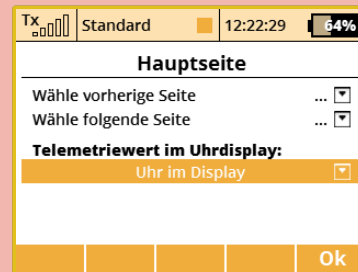 Tx Standard 12:22:29 64%
Hauptseite
Wähle vorherige Seite ...
Wähle folgende Seite ...
Telemetriewert im Uhrdisplay:
Uhr im Display
Ok